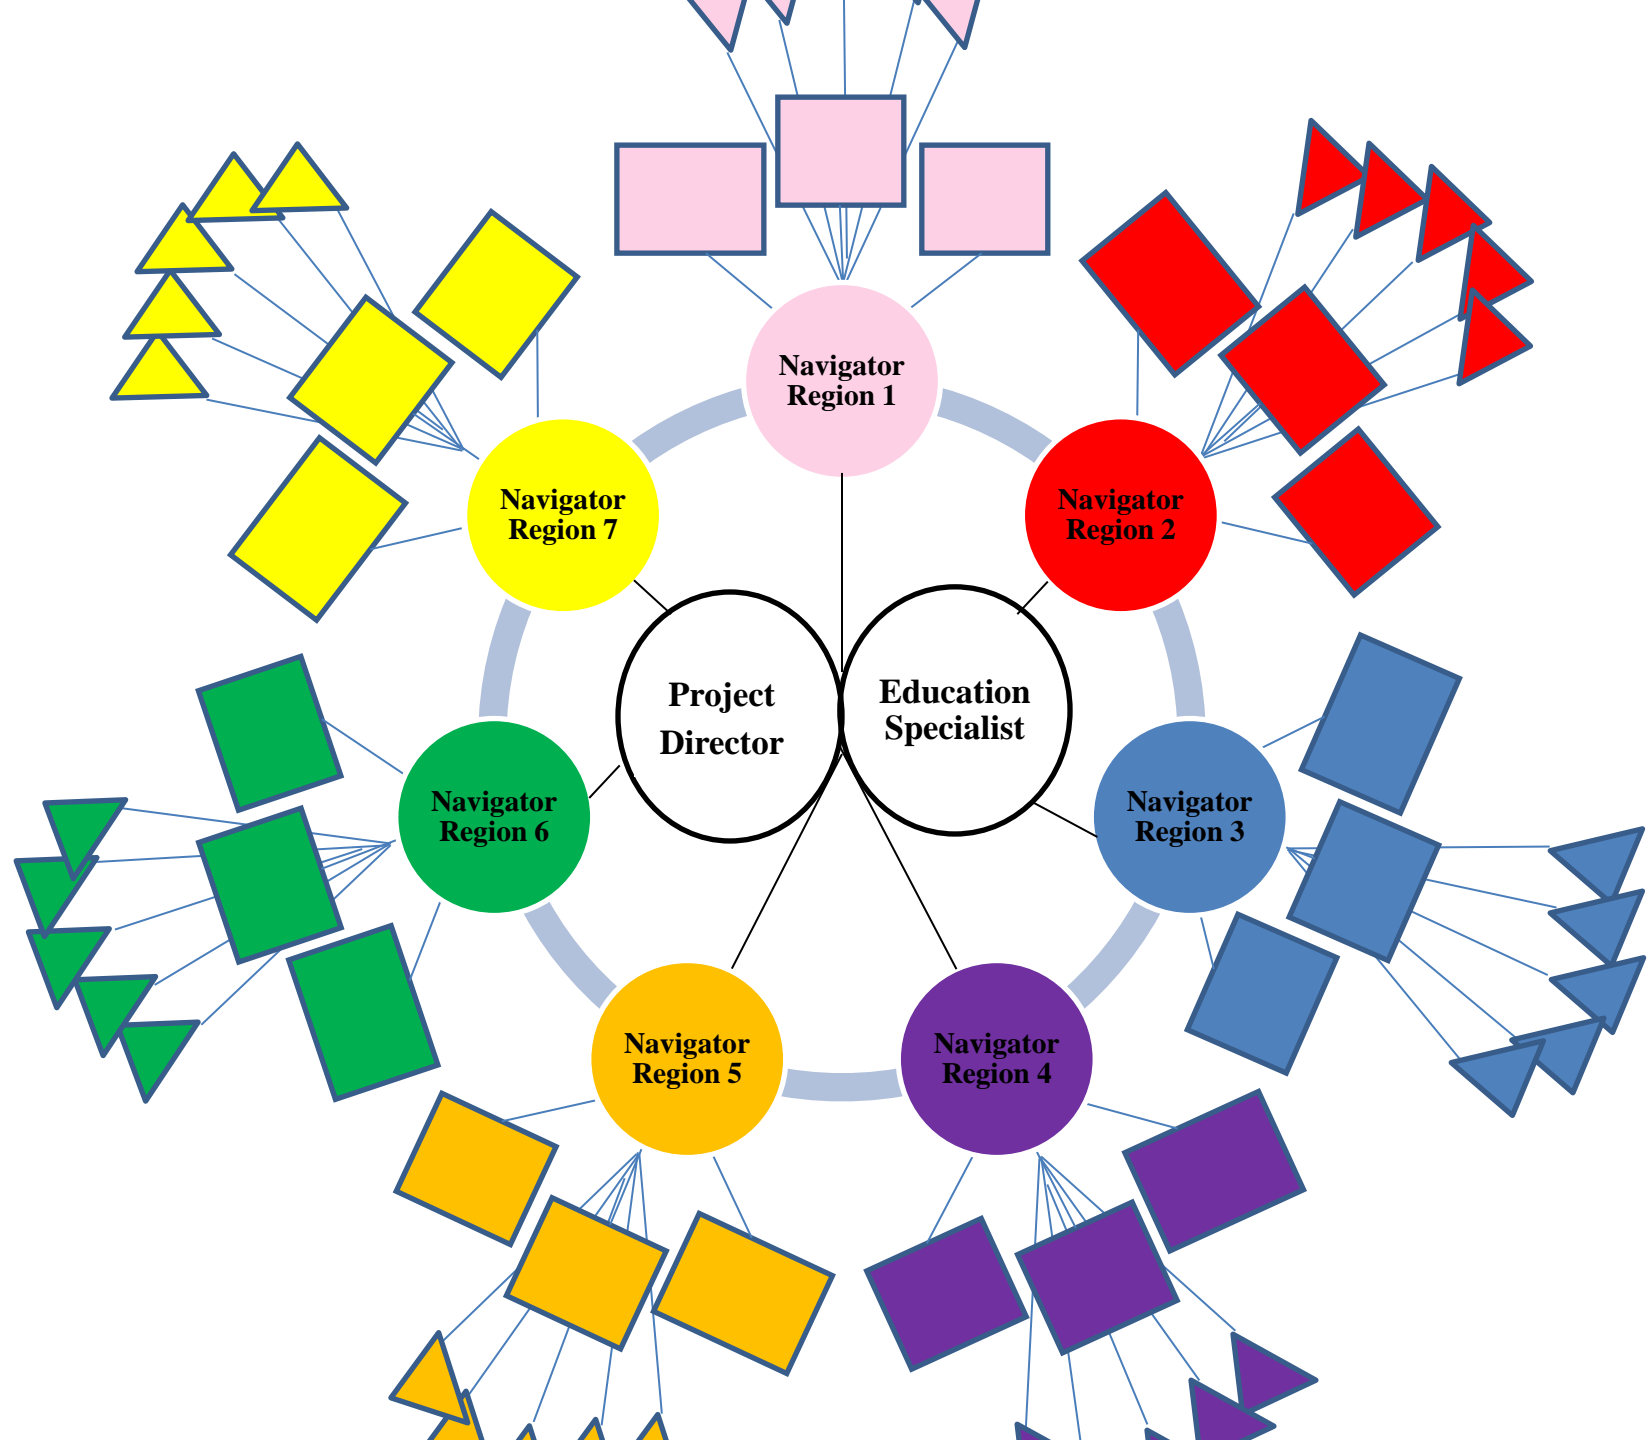 Navigator
Region 1
Navigator
Region 7
Navigator
Region 2
Project
Director
Education
Specialist
Navigator
Region 6
Navigator
Region 3
Navigator
Region 5
Navigator
Region 4